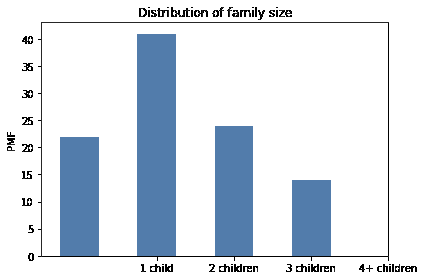 Distribution of family size
PMF
40
35
30
25
20
15
10
5
0
1 child
2 children
3 children
4+ children